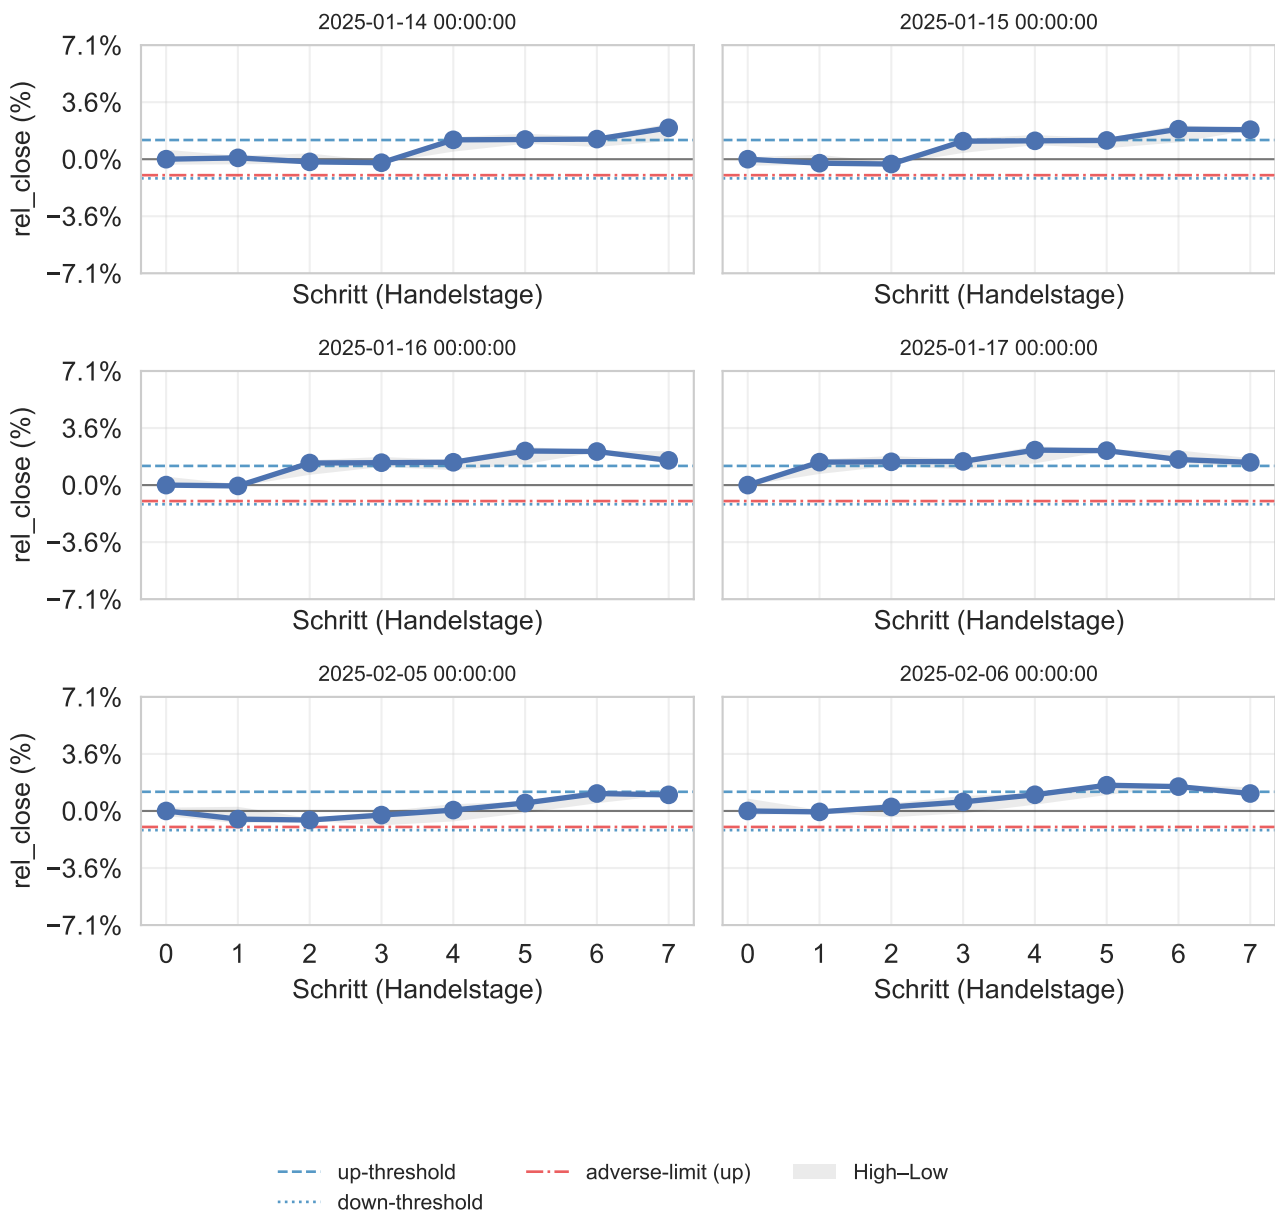 2025-01-14 00:00:00
2025-01-15 00:00:00
7.1%
3.6%
0.0%
−3.6%
−7.1%
rel_close (%)
Schritt (Handelstage)
Schritt (Handelstage)
2025-01-16 00:00:00
2025-01-17 00:00:00
7.1%
3.6%
0.0%
−3.6%
−7.1%
rel_close (%)
Schritt (Handelstage)
Schritt (Handelstage)
2025-02-05 00:00:00
2025-02-06 00:00:00
7.1%
3.6%
0.0%
−3.6%
−7.1%
rel_close (%)
0 1 2 3 4 5 6 7
0 1 2 3 4 5 6 7
Schritt (Handelstage)
Schritt (Handelstage)
up-threshold
down-threshold
adverse-limit (up)
High–Low